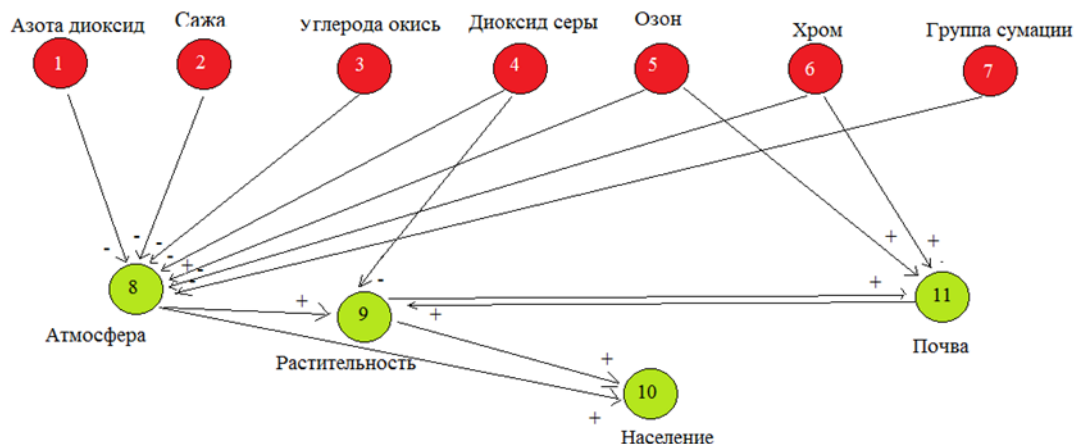 Азота диоксид Сажа Углерода окись Диоксид серы Озон Хром Группа сумации
1 2 3 4 5 6 7
- - - - + - -
+ - + + + +
8 9 11
Атмосфера Растительность Почва
+ +
10
Население